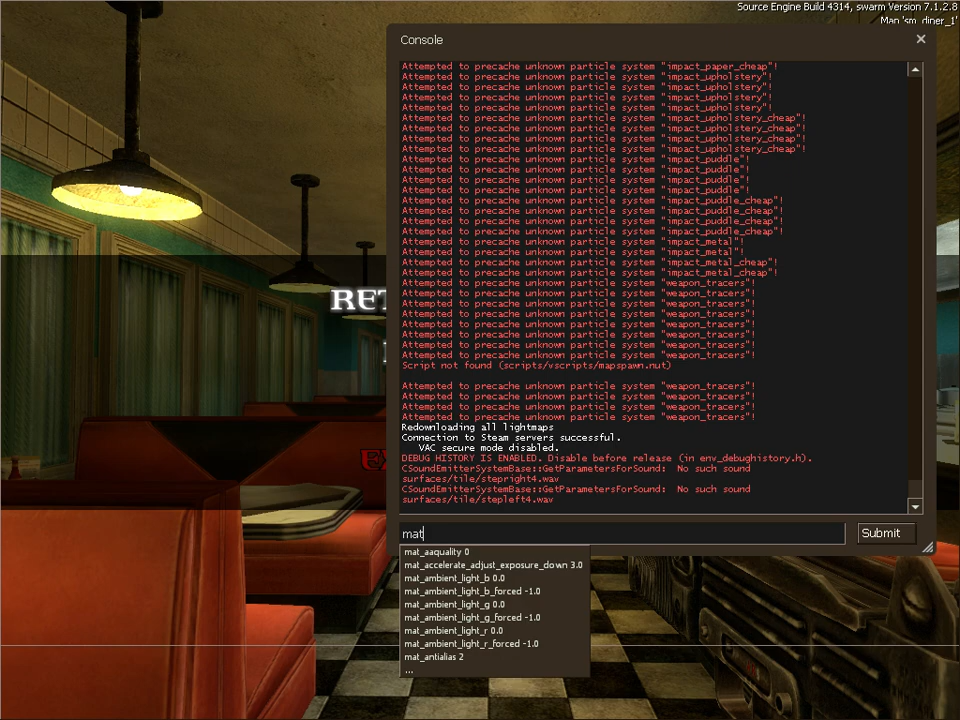 Source Engine Build 4314, swarm Version 7.1.2.8
Map 'sm_diner_1'
Console
Attempted to precache unknown particle system "impact_paper_cheap"!
Attempted to precache unknown particle system "impact_upholstery"!
Attempted to precache unknown particle system "impact_upholstery"!
Attempted to precache unknown particle system "impact_upholstery"!
Attempted to precache unknown particle system "impact_upholstery"!
Attempted to precache unknown particle system "impact_upholstery_cheap"!
Attempted to precache unknown particle system "impact_upholstery_cheap"!
Attempted to precache unknown particle system "impact_upholstery_cheap"!
Attempted to precache unknown particle system "impact_upholstery_cheap"!
Attempted to precache unknown particle system "impact_puddle"!
Attempted to precache unknown particle system "impact_puddle"!
Attempted to precache unknown particle system "impact_puddle"!
Attempted to precache unknown particle system "impact_puddle"!
Attempted to precache unknown particle system "impact_puddle_cheap"!
Attempted to precache unknown particle system "impact_puddle_cheap"!
Attempted to precache unknown particle system "impact_puddle_cheap"!
Attempted to precache unknown particle system "impact_puddle_cheap"!
Attempted to precache unknown particle system "impact_metal"!
Attempted to precache unknown particle system "impact_metal"!
Attempted to precache unknown particle system "impact_metal_cheap"!
Attempted to precache unknown particle system "impact_metal_cheap"!
Attempted to precache unknown particle system "weapon_tracers"!
Attempted to precache unknown particle system "weapon_tracers"!
Attempted to precache unknown particle system "weapon_tracers"!
Attempted to precache unknown particle system "weapon_tracers"!
Attempted to precache unknown particle system "weapon_tracers"!
Attempted to precache unknown particle system "weapon_tracers"!
Attempted to precache unknown particle system "weapon_tracers"!
Attempted to precache unknown particle system "weapon_tracers"!
Script not found (scripts/vscripts/mapspawn.nut)
Attempted to precache unknown particle system "weapon_tracers"!
Attempted to precache unknown particle system "weapon_tracers"!
Attempted to precache unknown particle system "weapon_tracers"!
Attempted to precache unknown particle system "weapon_tracers"!
Redownloading all lightmaps
Connection to Steam servers successful.
VAC secure mode disabled.
DEBUG HISTORY IS ENABLED. Disable before release (in env_debughistory.h).
CSoundEmitterSystemBase::GetParametersForSound: No such sound
surfaces/tile/stepright4.wav
CSoundEmitterSystemBase::GetParametersForSound: No such sound
surfaces/tile/stepleft4.wav
mat
Submit
mat_aaquality 0
mat_accelerate_adjust_exposure_down 3.0
mat_ambient_light_b 0.0
mat_ambient_light_b_forced -1.0
mat_ambient_light_g 0.0
mat_ambient_light_g_forced -1.0
mat_ambient_light_r 0.0
mat_ambient_light_r_forced -1.0
mat_antialias 2
...